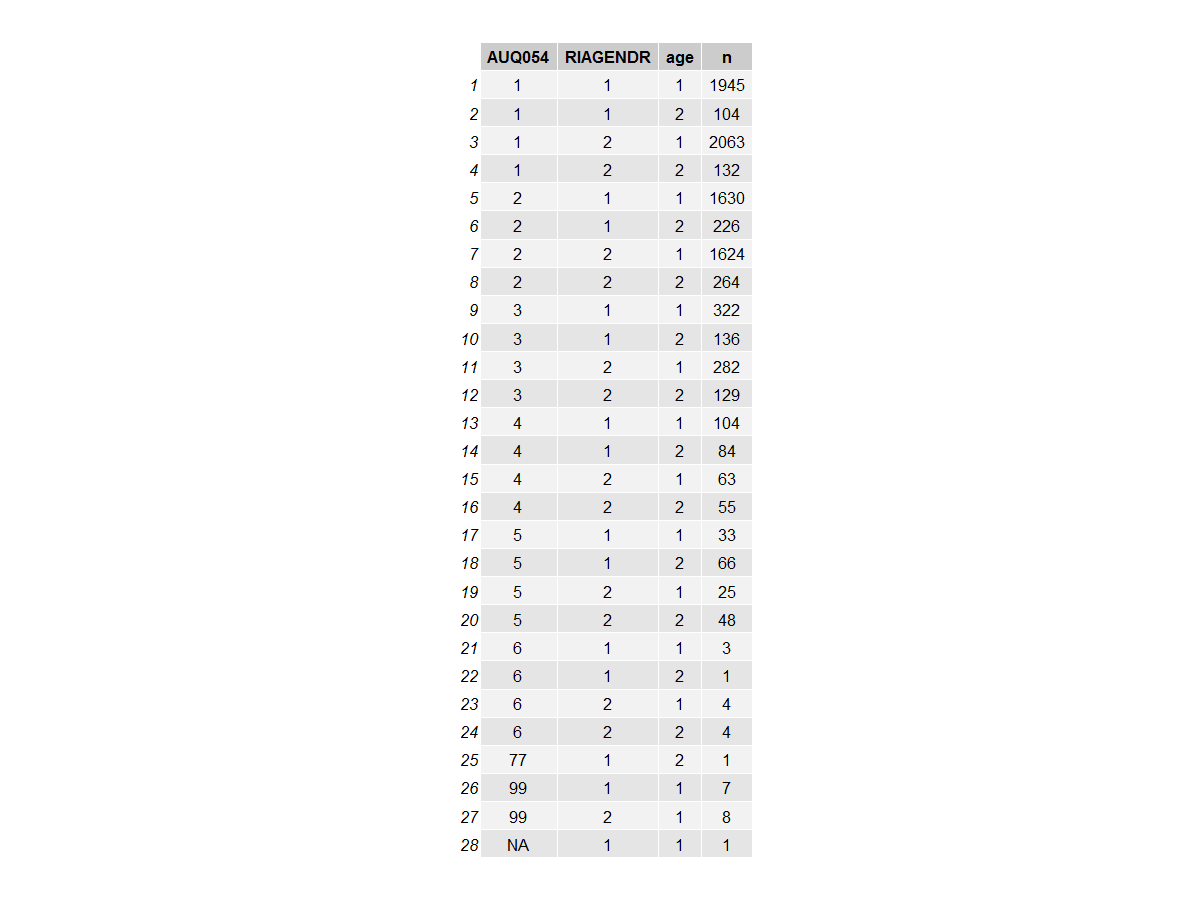 AUQ054 RIAGENDR age n
1 1 1 1 1945
2 1 1 2 104
3 1 2 1 2063
4 1 2 2 132
5 2 1 1 1630
6 2 1 2 226
7 2 2 1 1624
8 2 2 2 264
9 3 1 1 322
10 3 1 2 136
11 3 2 1 282
12 3 2 2 129
13 4 1 1 104
14 4 1 2 84
15 4 2 1 63
16 4 2 2 55
17 5 1 1 33
18 5 1 2 66
19 5 2 1 25
20 5 2 2 48
21 6 1 1 3
22 6 1 2 1
23 6 2 1 4
24 6 2 2 4
25 77 1 2 1
26 99 1 1 7
27 99 2 1 8
28 NA 1 1 1